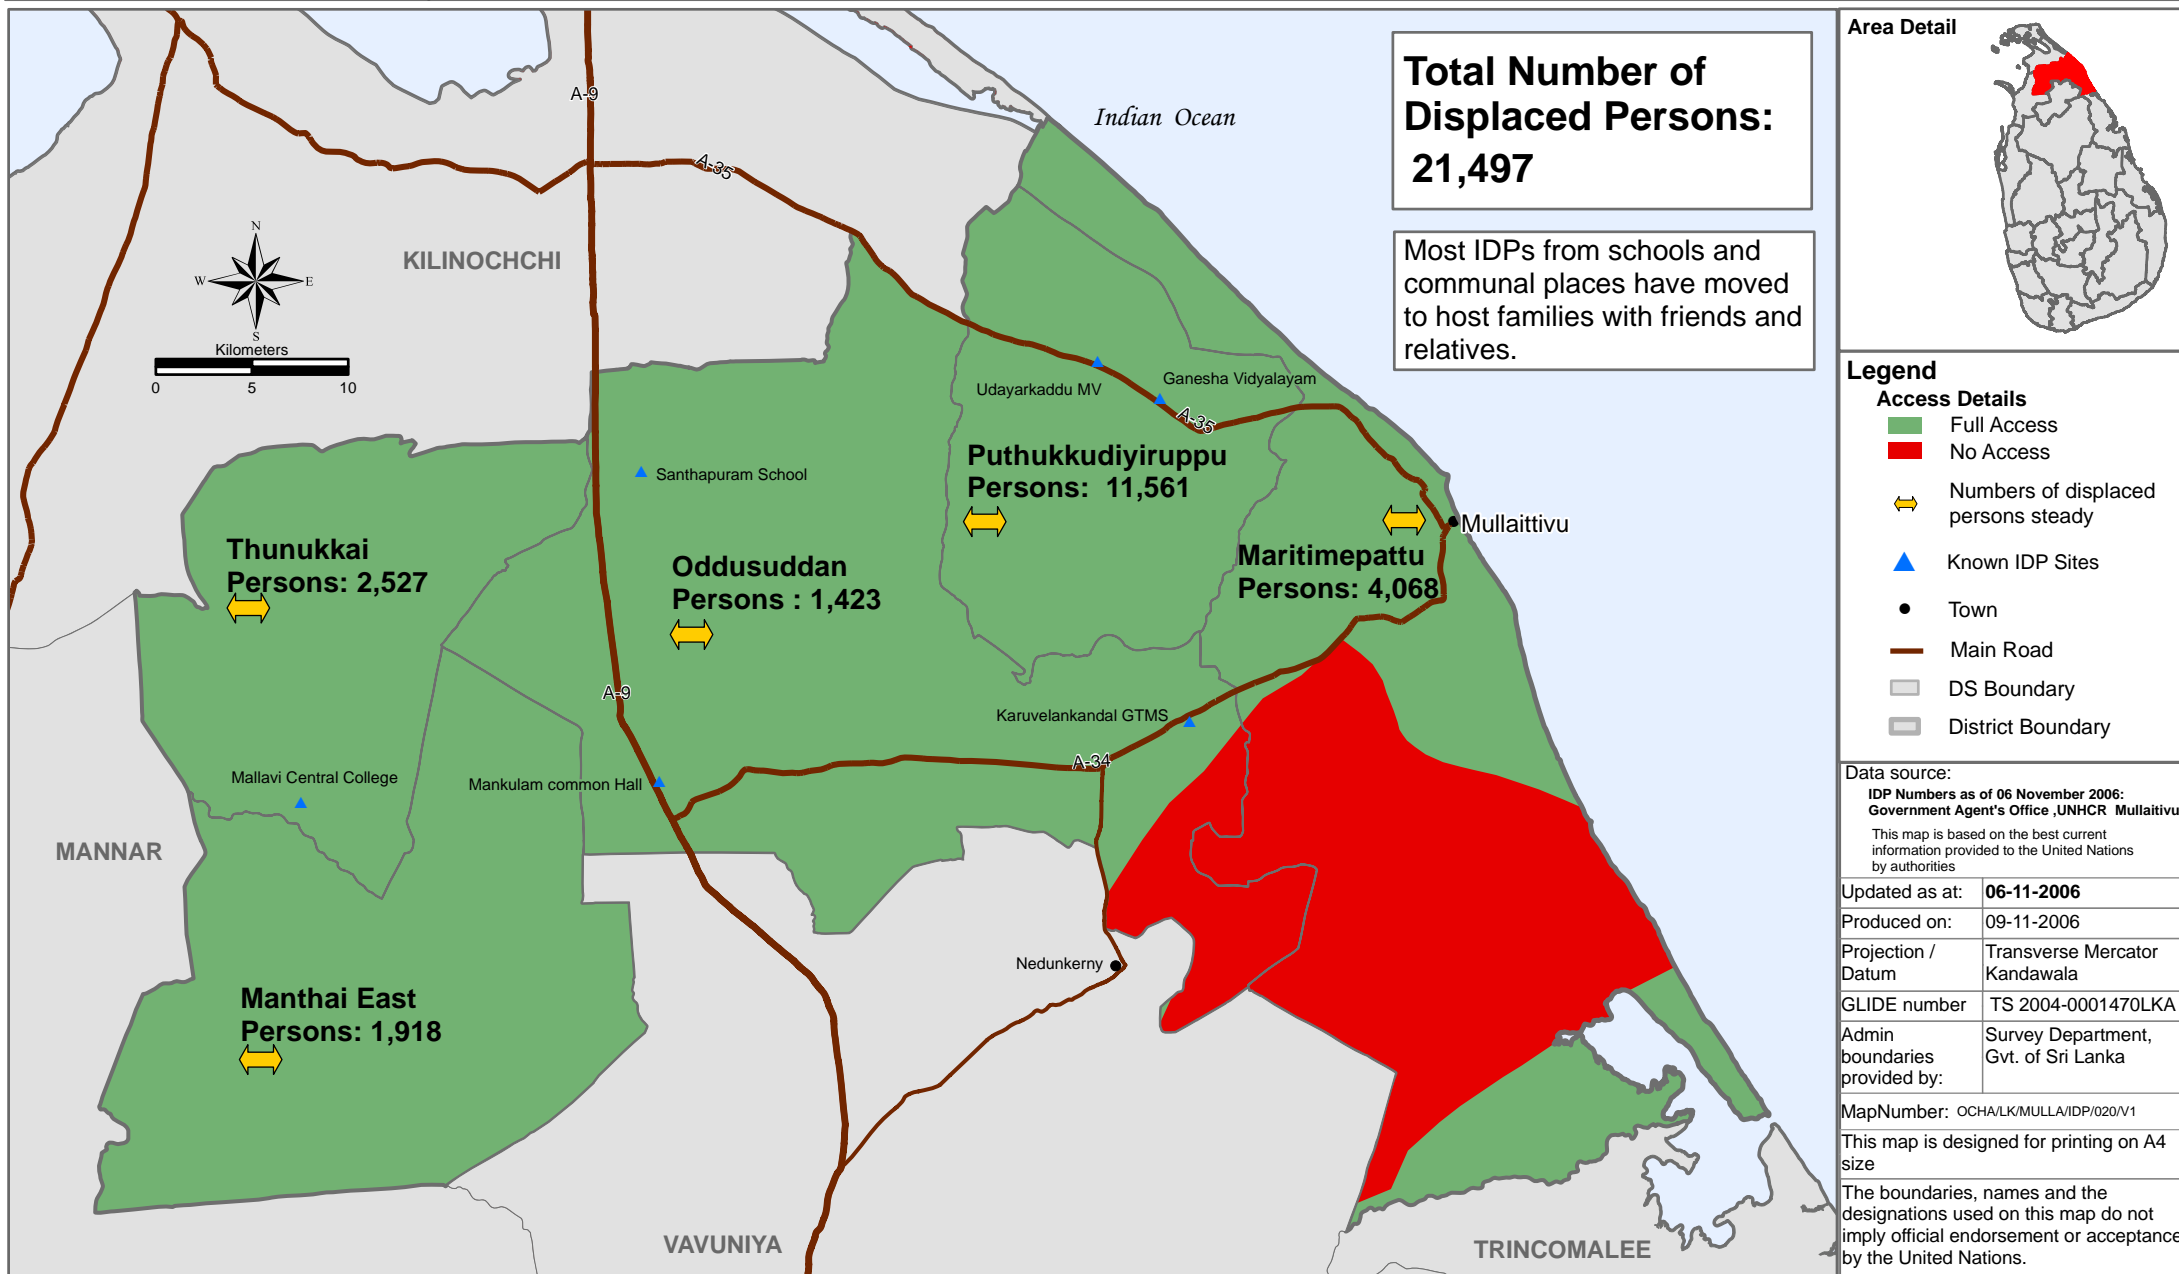 Total Number of
Displaced Persons:
21,497
Most IDPs from schools and
communal places have moved
to host families with friends and
relatives.
Indian Ocean
A-9
A-35
KILINOCHCHI
N
W
E
S
Kilometers
0 5 10
Udayarkaddu MV
Ganesha Vidyalayam
A-35
Santhapuram School
Puthukkudiyiruppu
Persons: 11,561
Mullaittivu
Thunukkai
Persons: 2,527
Oddusuddan
Persons : 1,423
Maritimepattu
Persons: 4,068
A-9
Karuvelankandal GTMS
A-34
Mallavi Central College
Mankulam common Hall
MANNAR
Nedunkerny
Manthai East
Persons: 1,918
VAVUNIYA
TRINCOMALEE
Area Detail
Legend
Access Details
Full Access
No Access
Numbers of displaced
persons steady
Known IDP Sites
Town
Main Road
DS Boundary
District Boundary
Data source:
IDP Numbers as of 06 November 2006:
Government Agent's Office ,UNHCR Mullaitivu
This map is based on the best current
information provided to the United Nations
by authorities
Updated as at: 06-11-2006
Produced on: 09-11-2006
Projection / Transverse Mercator
Datum Kandawala
GLIDE number TS 2004-0001470LKA
Admin Survey Department,
boundaries Gvt. of Sri Lanka
provided by:
MapNumber: OCHA/LK/MULLA/IDP/020/V1
This map is designed for printing on A4
size
The boundaries, names and the
designations used on this map do not
imply official endorsement or acceptance
by the United Nations.